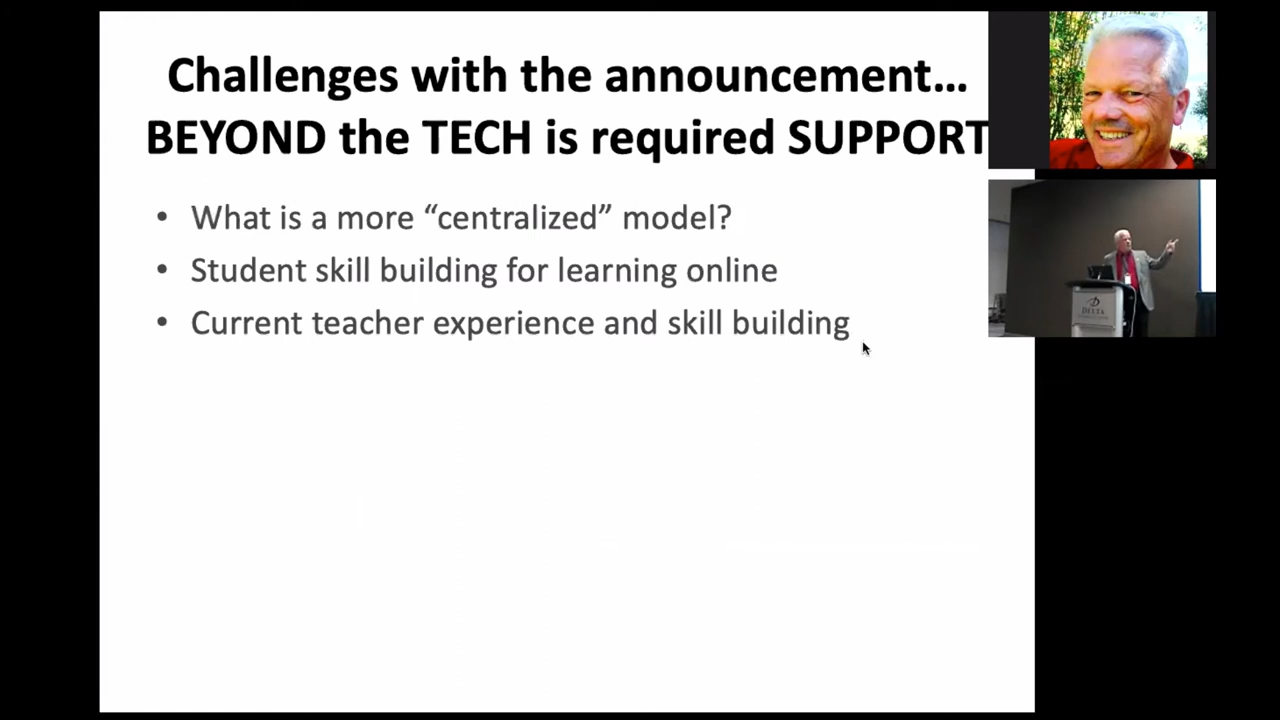 Challenges with the announcement…
BEYOND the TECH is required SUPPORT
• What is a more “centralized” model?
• Student skill building for learning online
• Current teacher experience and skill building
DELTA